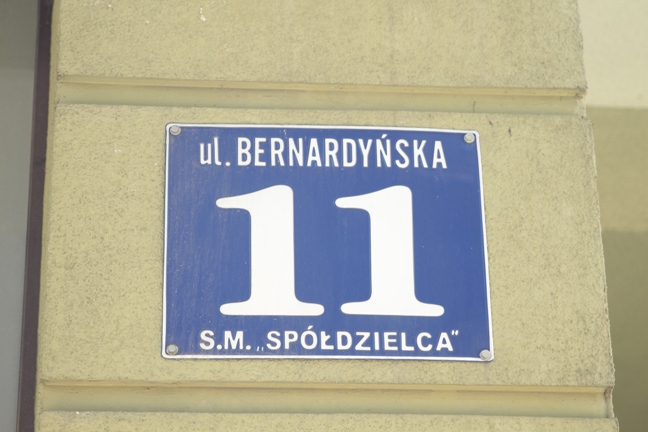 ul. BERNARDYŃSKA
11
S.M. „SPÓŁDZIELCA”